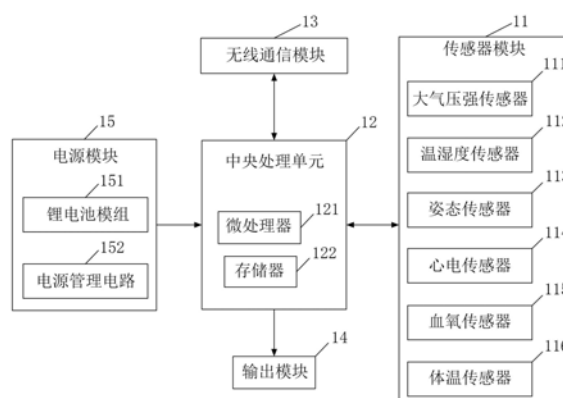 13
无线通信模块
15
电源模块
151
锂电池模组
152
电源管理电路
12
中央处理单元
121
微处理器
122
存储器
14
输出模块
11
传感器模块
111
大气压强传感器
112
温湿度传感器
113
姿态传感器
114
心电传感器
115
血氧传感器
116
体温传感器